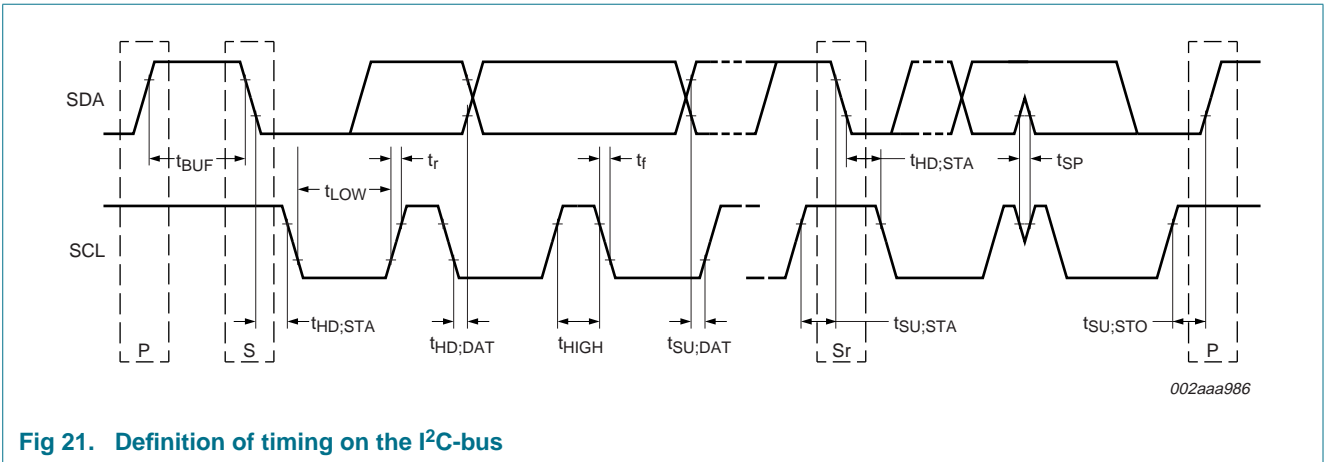 SDA
tBUF
tr
tf
tHD;STA
tSP
tLOW
SCL
tHD;STA
tHD;DAT
tHIGH
tSU;DAT
tSU;STA
tSU;STO
P
S
Sr
P
002aaa986
Fig 21. Definition of timing on the I²C-bus